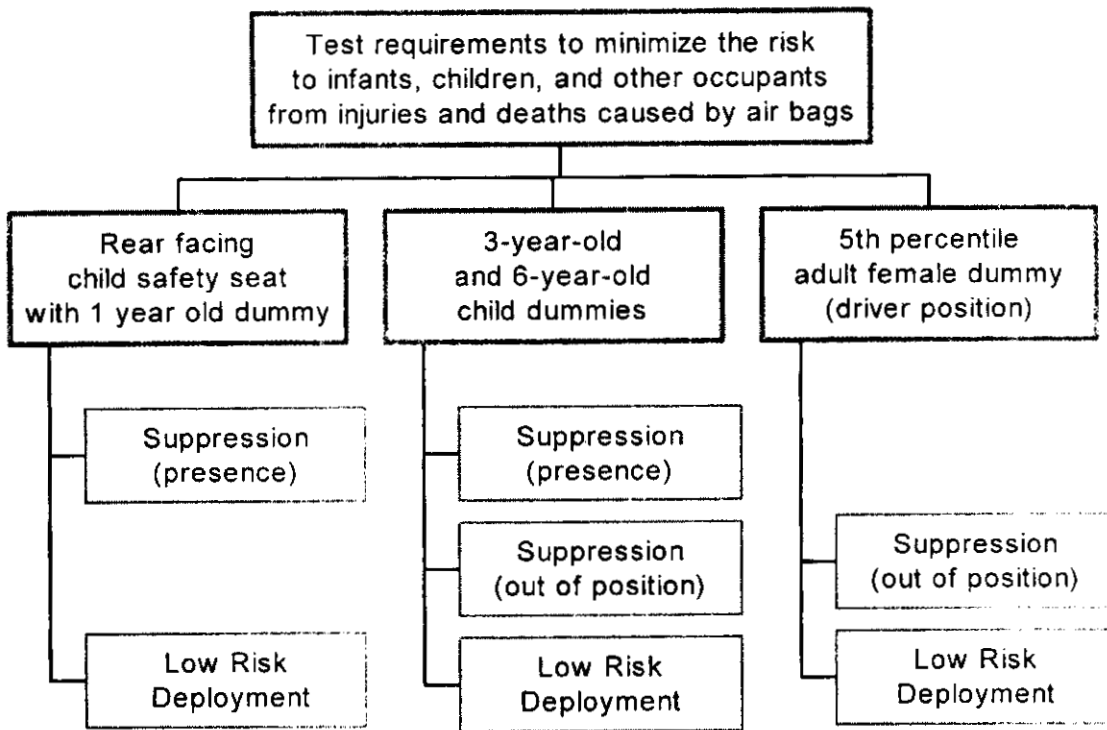 Test requirements to minimize the risk
to infants, children, and other occupants
from injuries and deaths caused by air bags
Rear facing
child safety seat
with 1 year old dummy
3-year-old
and 6-year-old
child dummies
5th percentile
adult female dummy
(driver position)
Suppression
(presence)
Low Risk
Deployment
Suppression
(presence)
Suppression
(out of position)
Low Risk
Deployment
Suppression
(out of position)
Low Risk
Deployment